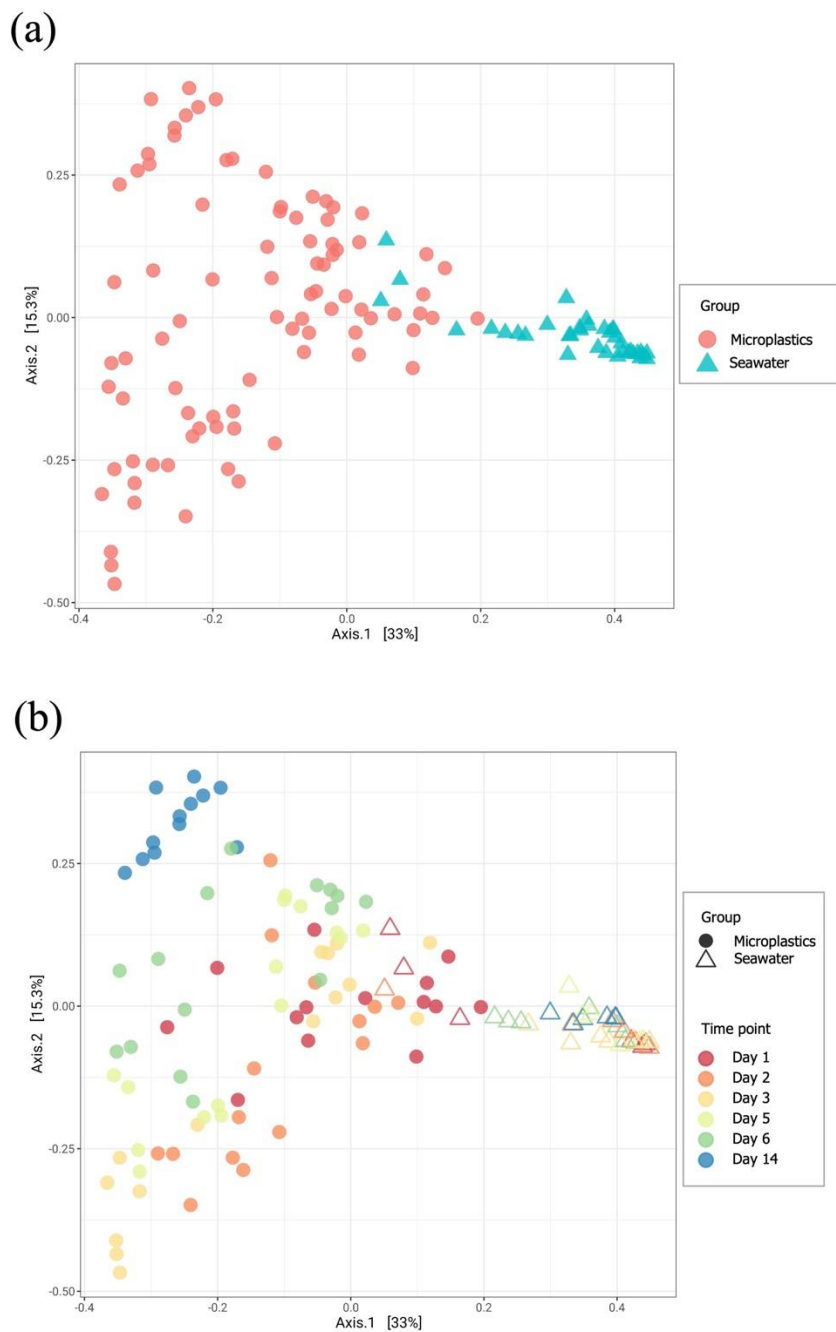 (a)
0.25
0.00
-0.25
-0.50
Axis.2 [15.3%]
-0.4
-0.2
0.0
0.2
0.4
Axis.1 [33%]
Group
Microplastics
Seawater
(b)
0.25
0.00
-0.25
-0.50
Axis.2 [15.3%]
-0.4
-0.2
0.0
0.2
0.4
Axis.1 [33%]
Group
Microplastics
Seawater
Time point
Day 1
Day 2
Day 3
Day 5
Day 6
Day 14